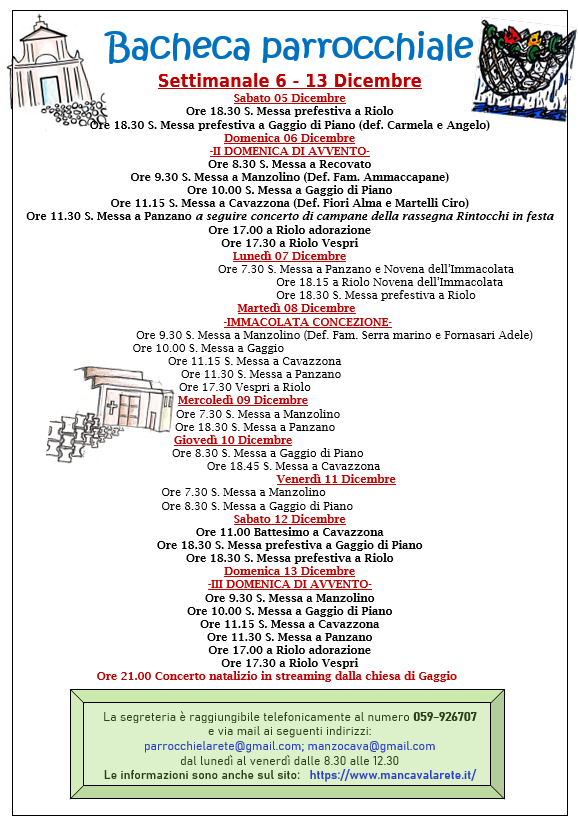 Bacheca parrocchiale
Settimanale 6 - 13 Dicembre
Sabato 05 Dicembre
Ore 18.30 S. Messa prefestiva a Riolo
Ore 18.30 S. Messa prefestiva a Gaggio di Piano (def. Carmela e Angelo)
Domenica 06 Dicembre
-II DOMENICA DI AVVENTO-
Ore 8.30 S. Messa a Recovato
Ore 9.30 S. Messa a Manzolino (Def. Fam. Ammaccapane)
Ore 10.00 S. Messa a Gaggio di Piano
Ore 11.15 S. Messa a Cavazzona (Def. Fiori Alma e Martelli Ciro)
Ore 11.30 S. Messa a Panzano a seguire concerto di campane della rassegna Rintocchi in festa
Ore 17.00 a Riolo adorazione
Ore 17.30 a Riolo Vespri
Lunedì 07 Dicembre
Ore 7.30 S. Messa a Panzano e Novena dell'Immacolata
Ore 18.15 a Riolo Novena dell'Immacolata
Ore 18.30 S. Messa prefestiva a Riolo
Martedì 08 Dicembre
-IMMACOLATA CONCEZIONE-
Ore 9.30 S. Messa a Manzolino (Def. Fam. Serra marino e Fornasari Adele)
Ore 10.00 S. Messa a Gaggio
Ore 11.15 S. Messa a Cavazzona
Ore 11.30 S. Messa a Panzano
Ore 17.30 Vespri a Riolo
Mercoledì 09 Dicembre
Ore 7.30 S. Messa a Manzolino
Ore 18.30 S. Messa a Panzano
Giovedì 10 Dicembre
Ore 8.30 S. Messa a Gaggio di Piano
Ore 18.45 S. Messa a Cavazzona
Venerdì 11 Dicembre
Ore 7.30 S. Messa a Manzolino
Ore 8.30 S. Messa a Gaggio di Piano
Sabato 12 Dicembre
Ore 11.00 Battesimo a Cavazzona
Ore 18.30 S. Messa prefestiva a Gaggio di Piano
Ore 18.30 S. Messa prefestiva a Riolo
Domenica 13 Dicembre
-III DOMENICA DI AVVENTO-
Ore 9.30 S. Messa a Manzolino
Ore 10.00 S. Messa a Gaggio di Piano
Ore 11.15 S. Messa a Cavazzona
Ore 11.30 S. Messa a Panzano
Ore 17.00 a Riolo adorazione
Ore 17.30 a Riolo Vespri
Ore 21.00 Concerto natalizio in streaming dalla chiesa di Gaggio
La segreteria è raggiungibile telefonicamente al numero 059-926707
e via mail ai seguenti indirizzi:
parrocchielarete@gmail.com; manzocava@gmail.com
dal lunedì al venerdì dalle 8.30 alle 12.30
Le informazioni sono anche sul sito: https://www.mancavalarete.it/